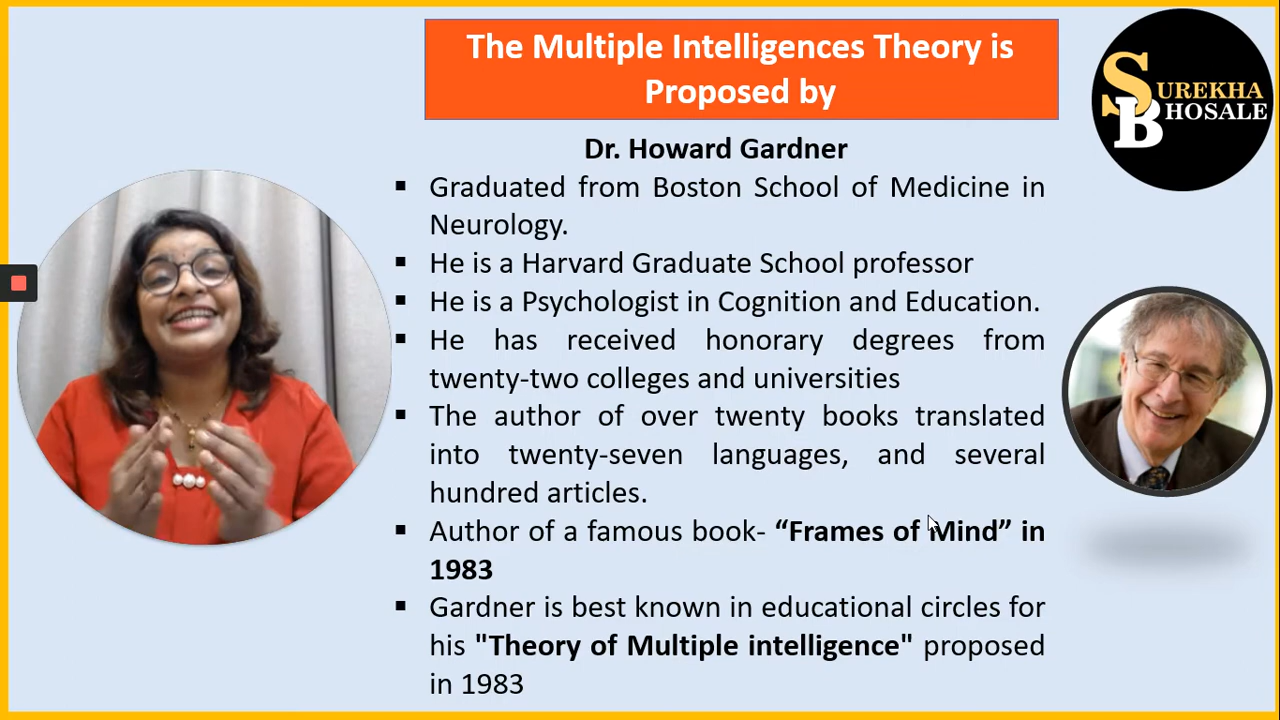 The Multiple Intelligences Theory is
Proposed by
SUREKHA
BHOSALE
Dr. Howard Gardner
▪ Graduated from Boston School of Medicine in
Neurology.
▪ He is a Harvard Graduate School professor
▪ He is a Psychologist in Cognition and Education.
▪ He has received honorary degrees from
twenty-two colleges and universities
▪ The author of over twenty books translated
into twenty-seven languages, and several
hundred articles.
▪ Author of a famous book- “Frames of Mind” in
1983
▪ Gardner is best known in educational circles for
his "Theory of Multiple intelligence" proposed
in 1983